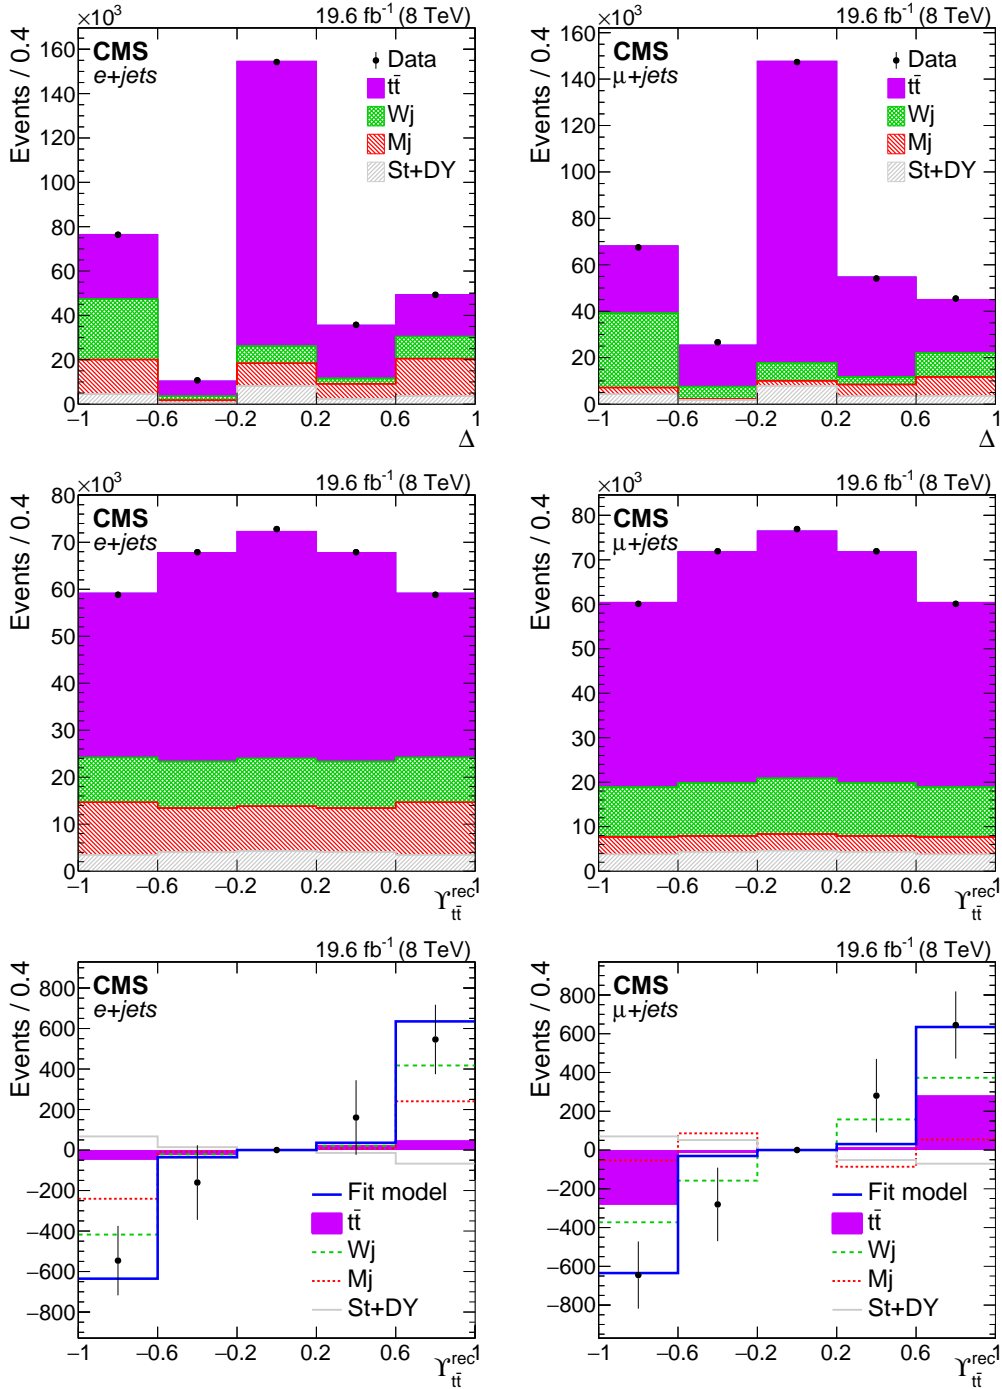 ×10³ 19.6 fb⁻¹ (8 TeV)
CMS
e+jets
Data
tt̄
Wj
Mj
St+DY
Events / 0.4
160
140
120
100
80
60
40
20
0
−1 −0.6 −0.2 0.2 0.6 1
Δ
×10³ 19.6 fb⁻¹ (8 TeV)
CMS
μ+jets
Data
tt̄
Wj
Mj
St+DY
Events / 0.4
160
140
120
100
80
60
40
20
0
−1 −0.6 −0.2 0.2 0.6 1
Δ
×10³ 19.6 fb⁻¹ (8 TeV)
CMS
e+jets
Events / 0.4
80
70
60
50
40
30
20
10
0
−1 −0.6 −0.2 0.2 0.6 1
ϒ rec tt̄
×10³ 19.6 fb⁻¹ (8 TeV)
CMS
μ+jets
Events / 0.4
80
70
60
50
40
30
20
10
0
−1 −0.6 −0.2 0.2 0.6 1
ϒ rec tt̄
19.6 fb⁻¹ (8 TeV)
CMS
e+jets
Events / 0.4
800
600
400
200
0
−200
−400
−600
−800
Fit model
tt̄
Wj
Mj
St+DY
−1 −0.6 −0.2 0.2 0.6 1
ϒ rec tt̄
19.6 fb⁻¹ (8 TeV)
CMS
μ+jets
Events / 0.4
800
600
400
200
0
−200
−400
−600
−800
Fit model
tt̄
Wj
Mj
St+DY
−1 −0.6 −0.2 0.2 0.6 1
ϒ rec tt̄